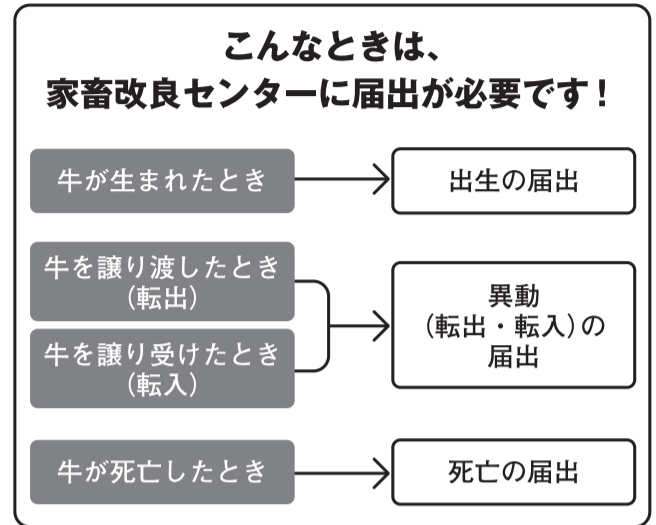 こんなときは、
家畜改良センターに届出が必要です！
牛が生まれたとき
出生の届出
牛を譲り渡したとき
(転出)
牛を譲り受けたとき
(転入)
異動
(転出・転入)の
届出
牛が死亡したとき
死亡の届出